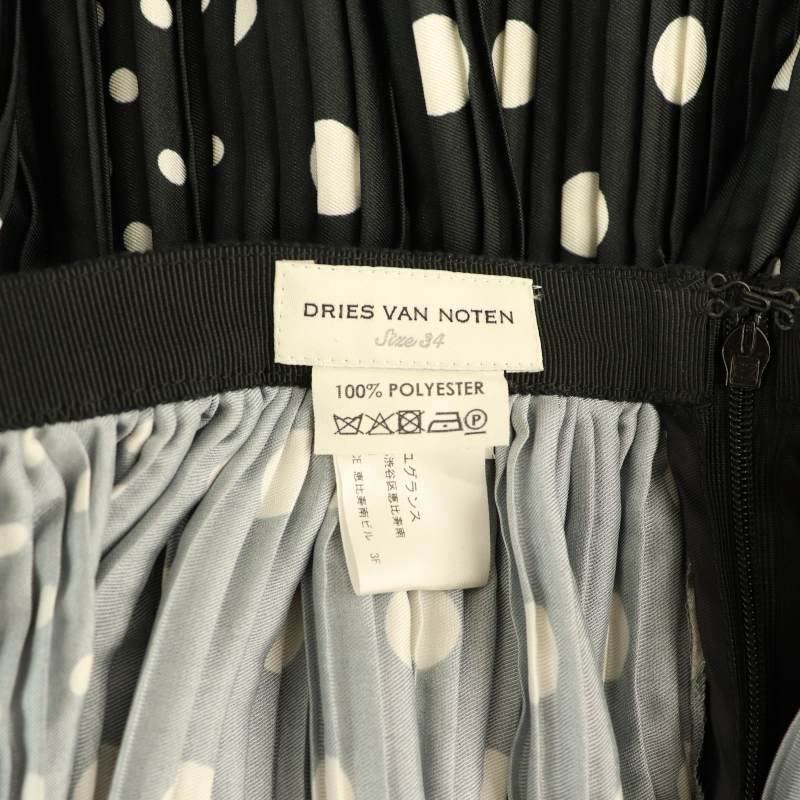 DRIES VAN NOTEN
Size 34
100% POLYESTER
P
ユグランス
渋谷区恵比寿南
恵比寿南ビル 3F